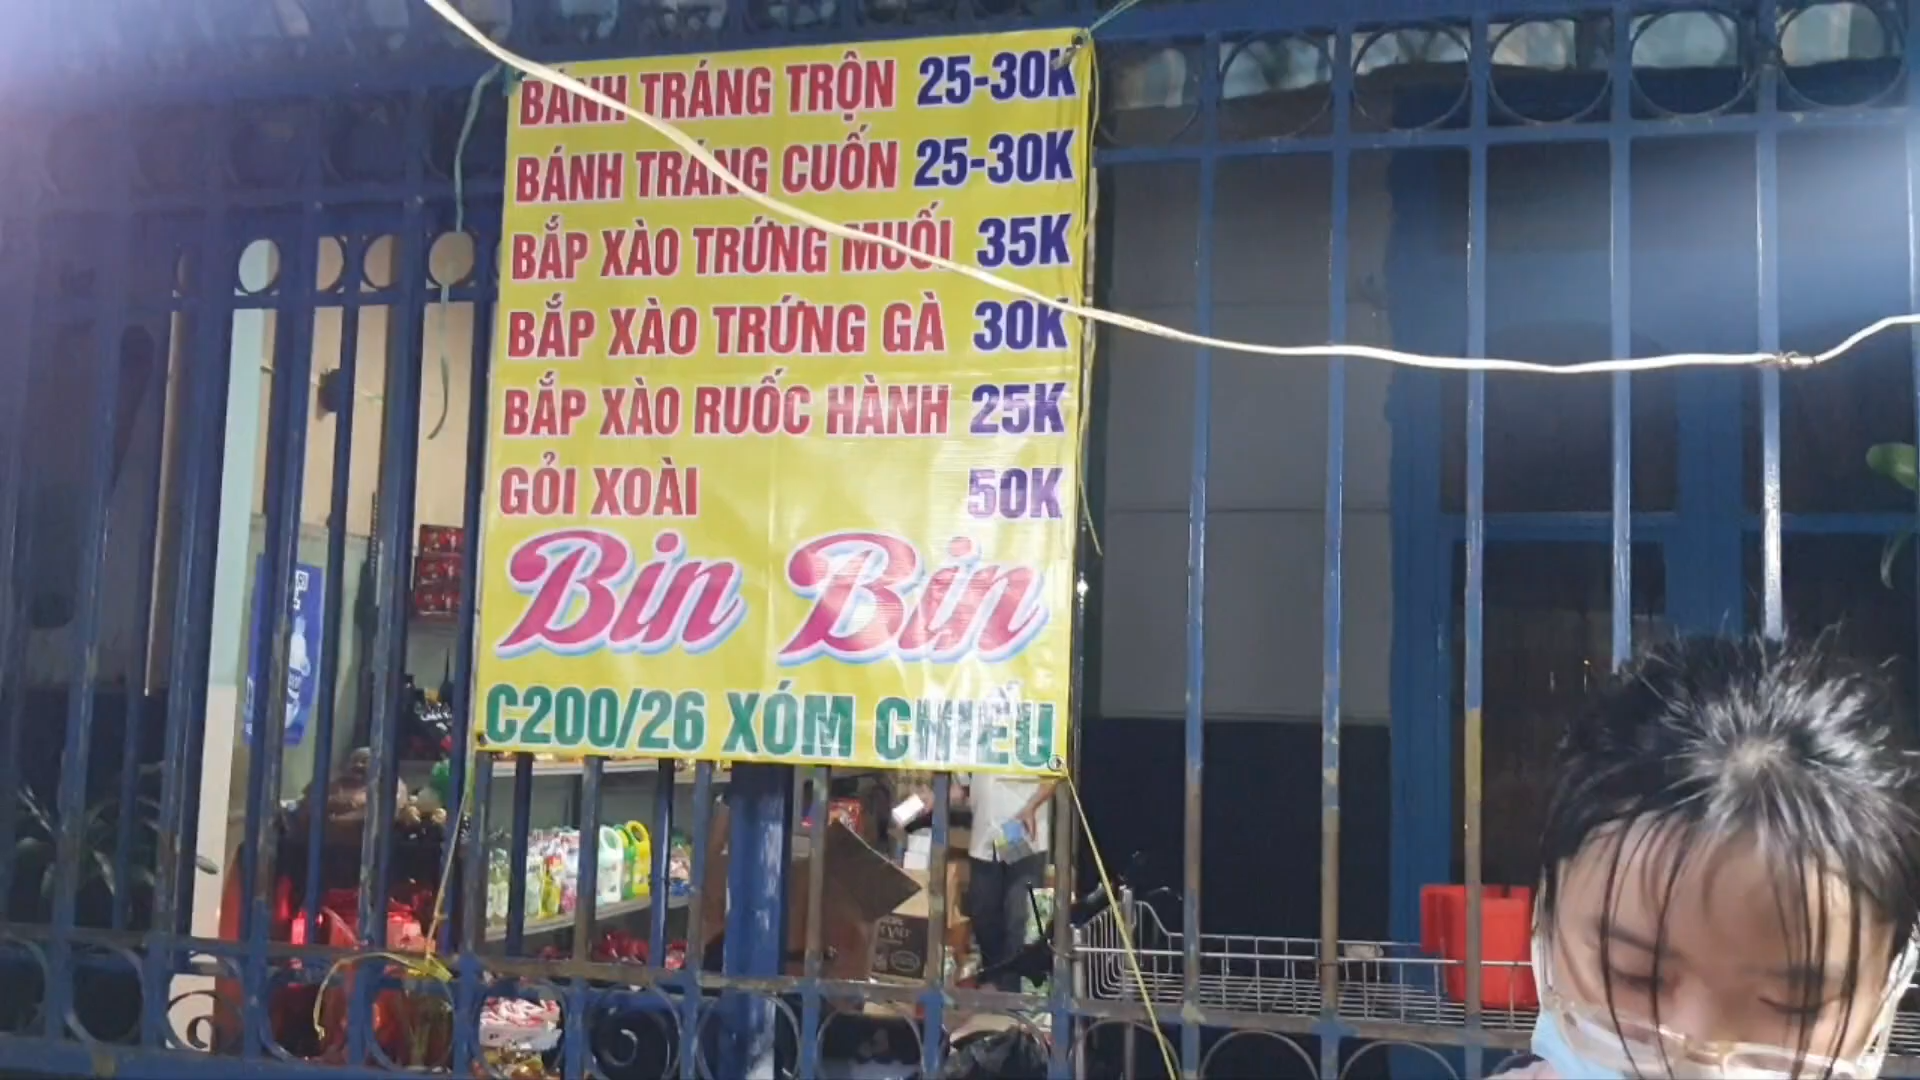 BÁNH TRÁNG TRỘN 25-30K
BÁNH TRÁNG CUỐN 25-30K
BẮP XÀO TRỨNG MUỐI 35K
BẮP XÀO TRỨNG GÀ 30K
BẮP XÀO RUỐC HÀNH 25K
GỎI XOÀI 50K
Bin Bin
C200/26 XÓM CHIẾU